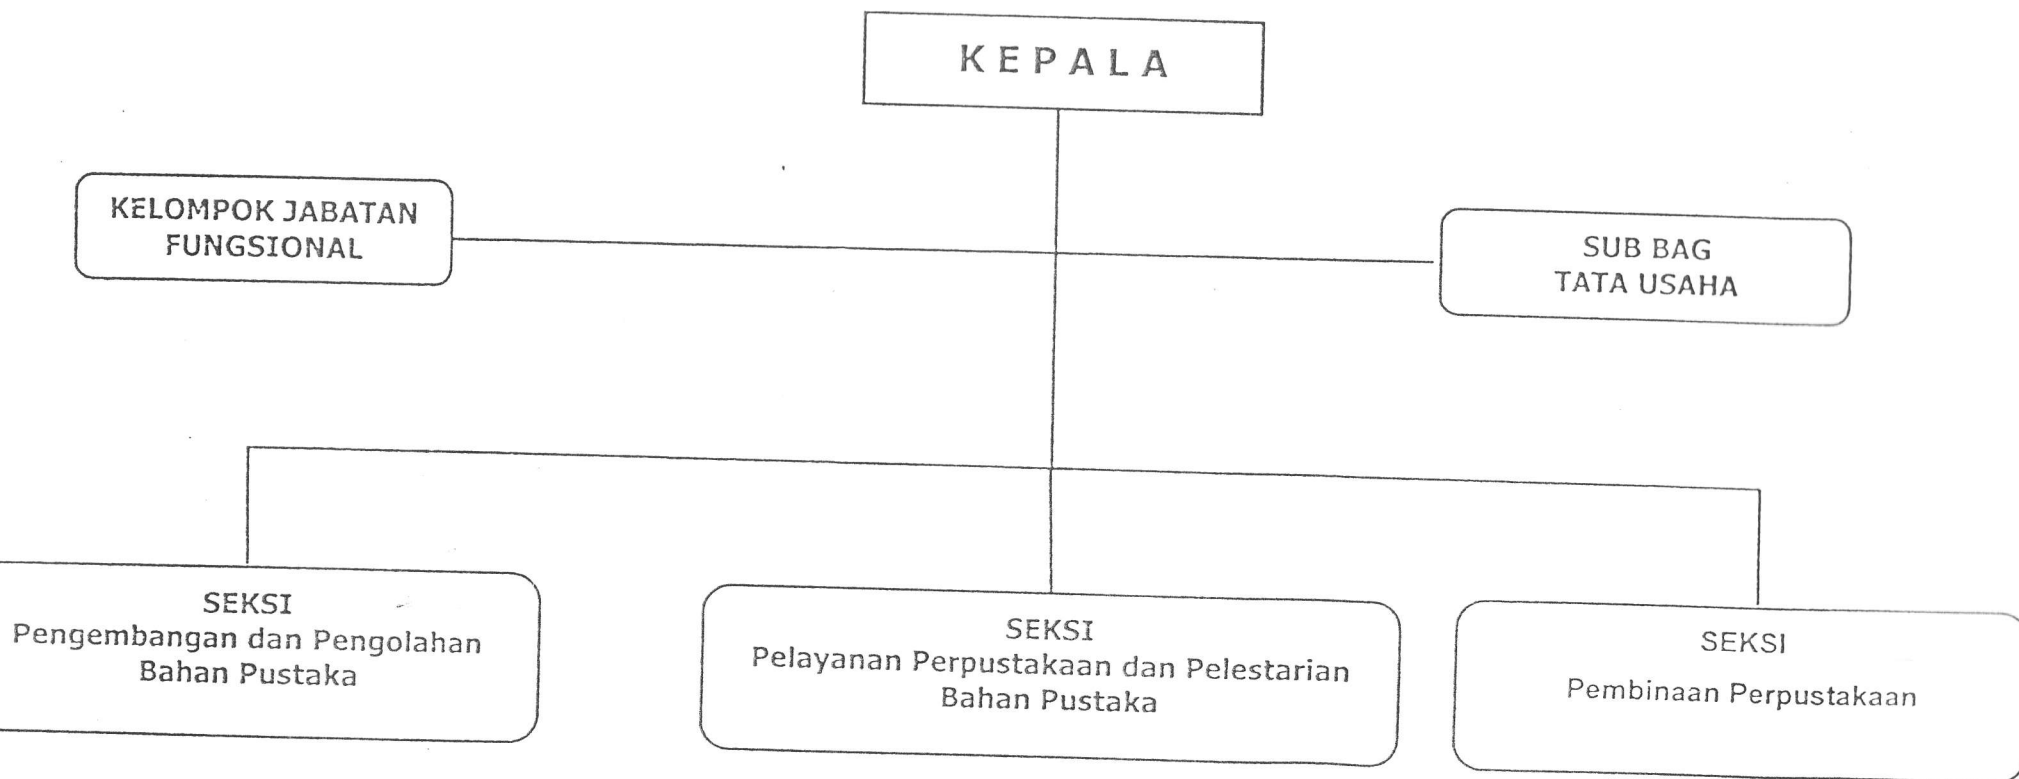 KEPALA
KELOMPOK JABATAN
FUNGSIONAL
SUB BAG
TATA USAHA
SEKSI
Pengembangan dan Pengolahan
Bahan Pustaka
SEKSI
Pelayanan Perpustakaan dan Pelestarian
Bahan Pustaka
SEKSI
Pembinaan Perpustakaan